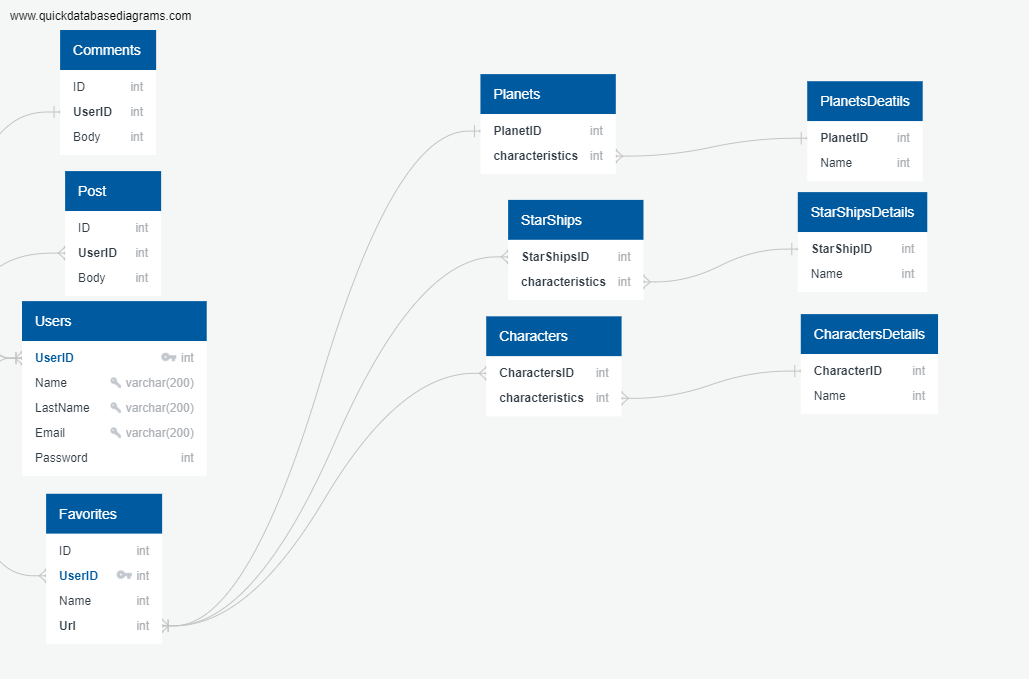 www.quickdatabasediagrams.com
Comments
ID int
UserID int
Body int
Post
ID int
UserID int
Body int
Users
UserID int
Name varchar(200)
LastName varchar(200)
Email varchar(200)
Password int
Favorites
ID int
UserID int
Name int
Url int
Planets
PlanetID int
characteristics int
StarShips
StarShipsID int
characteristics int
Characters
CharactersID int
characteristics int
PlanetsDeatils
PlanetID int
Name int
StarShipsDetails
StarShipID int
Name int
CharactersDetails
CharacterID int
Name int